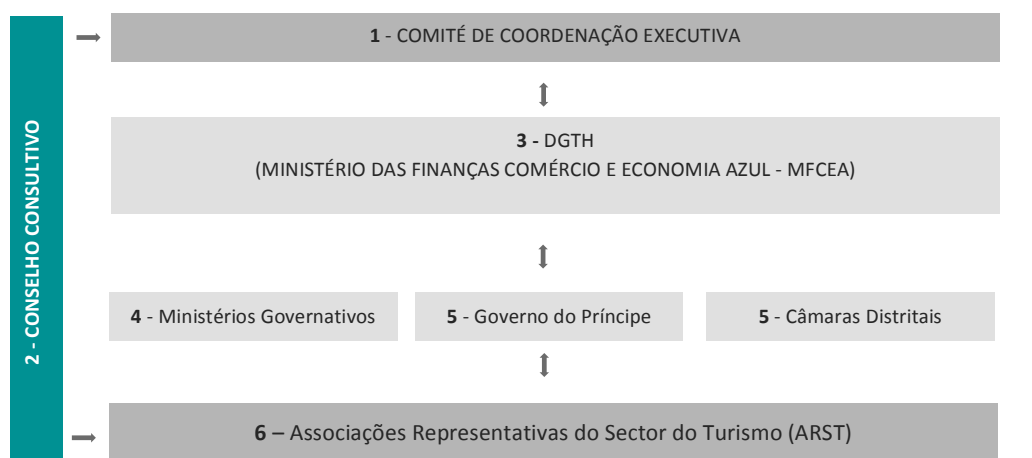 1 - COMITÉ DE COORDENAÇÃO EXECUTIVA
2 - CONSELHO CONSULTIVO
3 - DGTH
(MINISTÉRIO DAS FINANÇAS COMÉRCIO E ECONOMIA AZUL - MFCEA)
4 - Ministérios Governativos
5 - Governo do Príncipe
5 - Câmaras Distritais
6 – Associações Representativas do Sector do Turismo (ARST)